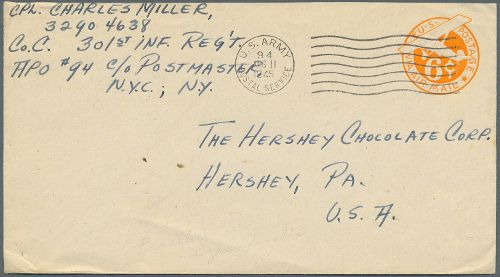 CPL. CHARLES MILLER,
3290 4638
Co.C. 301st INF. REG'T.
APO #94 C/o POSTMASTER
N.Y.C.; N.Y.
U.S. ARMY
94
1945
POSTAL SERVICE
U.S. POSTAGE
6¢
VIA AIR MAIL
THE HERSHEY CHOCOLATE CORP.
HERSHEY, PA.
U.S.A.